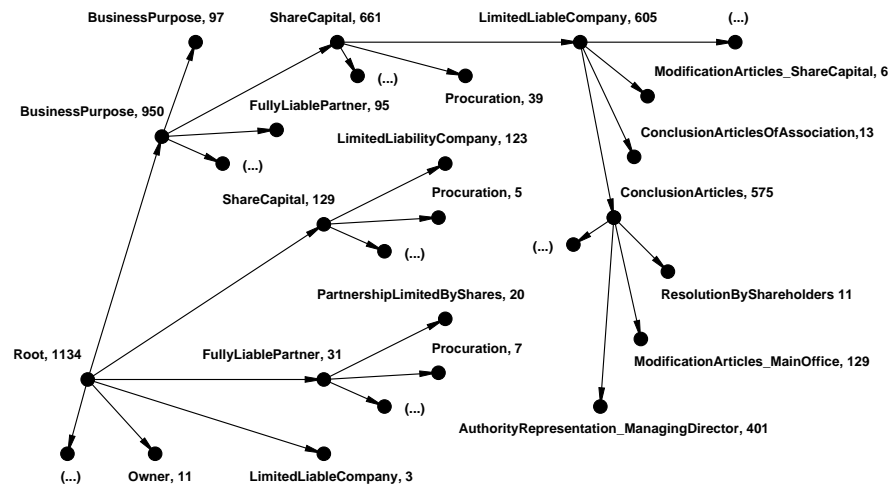 BusinessPurpose, 97
ShareCapital, 661
LimitedLiableCompany, 605
(...)
ModificationArticles_ShareCapital, 6
(...)
Procuration, 39
BusinessPurpose, 950
FullyLiablePartner, 95
ConclusionArticlesOfAssociation,13
LimitedLiabilityCompany, 123
(...)
ShareCapital, 129
Procuration, 5
ConclusionArticles, 575
(...)
(...)
ResolutionByShareholders 11
PartnershipLimitedByShares, 20
Root, 1134
FullyLiablePartner, 31
Procuration, 7
ModificationArticles_MainOffice, 129
(...)
AuthorityRepresentation_ManagingDirector, 401
(...)
Owner, 11
LimitedLiableCompany, 3